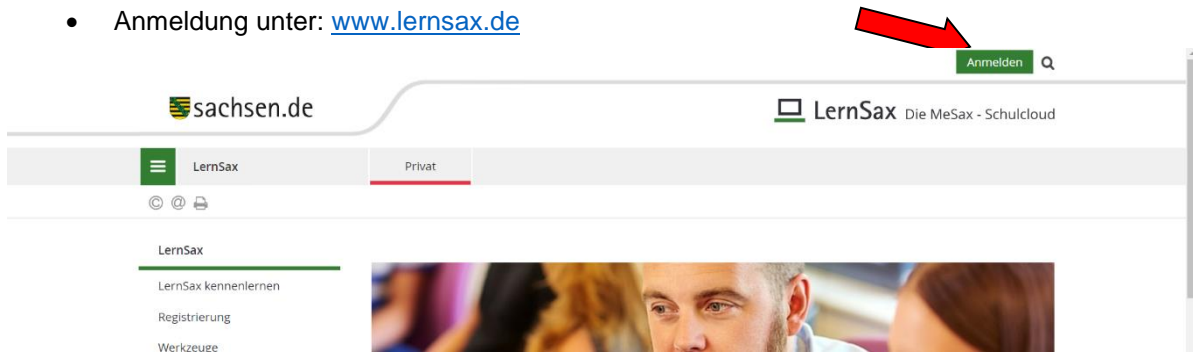 • Anmeldung unter: www.lernsax.de
Anmelden
sachsen.de
LernSax Die MeSax - Schulcloud
LernSax Privat
© @
LernSax
LernSax kennenlernen
Registrierung
Werkzeuge